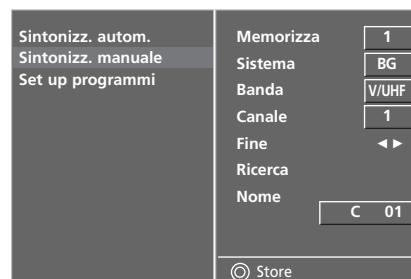 Sintonizz. autom.
Sintonizz. manuale
Set up programmi
Memorizza 1
Sistema BG
Banda V/UHF
Canale 1
Fine ◄ ►
Ricerca
Nome
C 01
Store